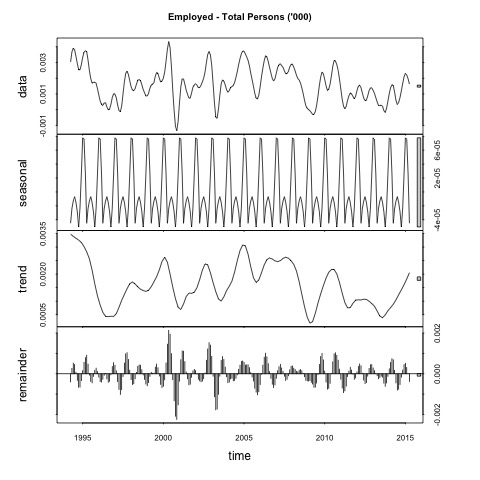 Employed - Total Persons ('000)
data
-0.001 0.001 0.003
seasonal
-4e-05 2e-05 6e-05
trend
0.0005 0.0020 0.0035
remainder
-0.002 0.000 0.002
1995 2000 2005 2010 2015
time